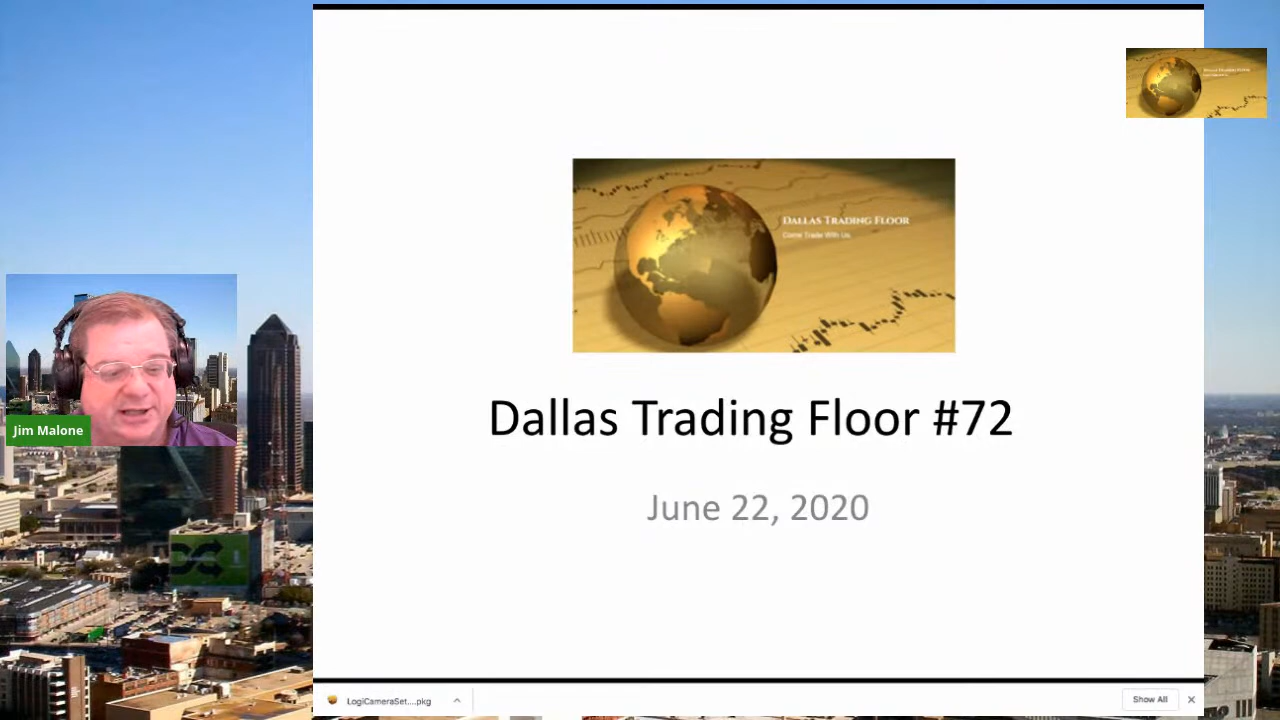 DALLAS TRADING FLOOR
Come Trade With Us
Dallas Trading Floor #72
June 22, 2020
Jim Malone
LogiCameraSet....pkg
Show All